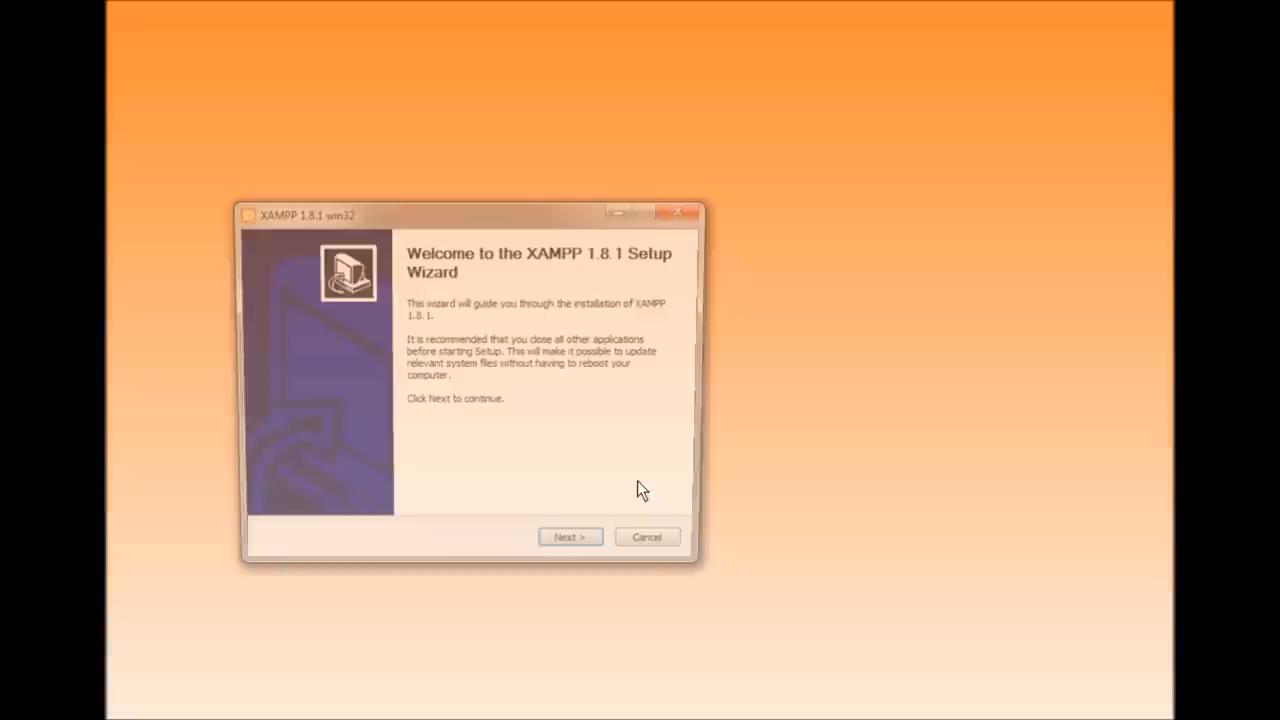 XAMPP 1.8.1 win32
Welcome to the XAMPP 1.8.1 Setup
Wizard
This wizard will guide you through the installation of XAMPP
1.8.1.
It is recommended that you close all other applications
before starting Setup. This will make it possible to update
relevant system files without having to reboot your
computer.
Click Next to continue.
Next >
Cancel